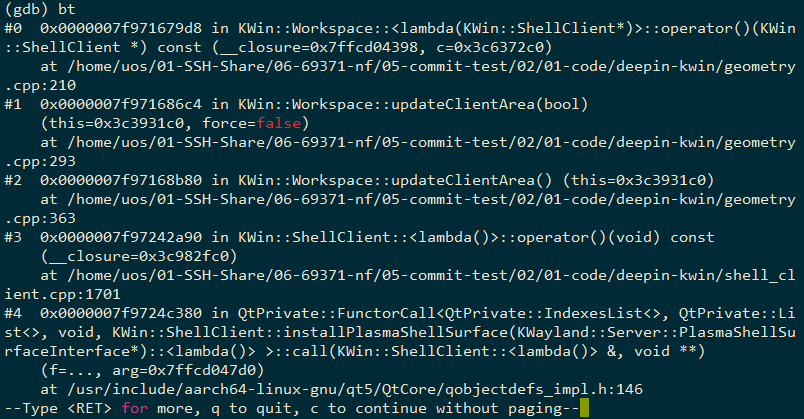 (gdb) bt
#0  0x0000007f971679d8 in KWin::Workspace::<lambda(KWin::ShellClient*)>::operator()(KWin
::ShellClient *) const (__closure=0x7ffcd04398, c=0x3c6372c0)
    at /home/uos/01-SSH-Share/06-69371-nf/05-commit-test/02/01-code/deepin-kwin/geometry
.cpp:210
#1  0x0000007f971686c4 in KWin::Workspace::updateClientArea(bool)
    (this=0x3c3931c0, force=false)
    at /home/uos/01-SSH-Share/06-69371-nf/05-commit-test/02/01-code/deepin-kwin/geometry
.cpp:293
#2  0x0000007f97168b80 in KWin::Workspace::updateClientArea() (this=0x3c3931c0)
    at /home/uos/01-SSH-Share/06-69371-nf/05-commit-test/02/01-code/deepin-kwin/geometry
.cpp:363
#3  0x0000007f97242a90 in KWin::ShellClient::<lambda()>::operator()(void) const
    (__closure=0x3c982fc0)
    at /home/uos/01-SSH-Share/06-69371-nf/05-commit-test/02/01-code/deepin-kwin/shell_cl
ient.cpp:1701
#4  0x0000007f9724c380 in QtPrivate::FunctorCall<QtPrivate::IndexesList<>, QtPrivate::Li
st<>, void, KWin::ShellClient::installPlasmaShellSurface(KWayland::Server::PlasmaShellSu
rfaceInterface*)::<lambda()> >::call(KWin::ShellClient::<lambda()> &, void **)
    (f=..., arg=0x7ffcd047d0)
    at /usr/include/aarch64-linux-gnu/qt5/QtCore/qobjectdefs_impl.h:146
--Type <RET> for more, q to quit, c to continue without paging--